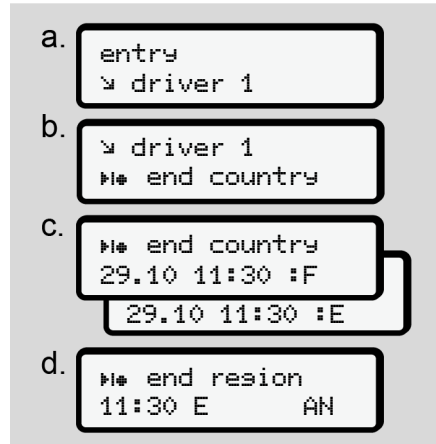 a.
entry
↘ driver 1
b.
↘ driver 1
end country
c.
end country
29.10 11:30 :F
29.10 11:30 :E
d.
end region
11:30 E AN